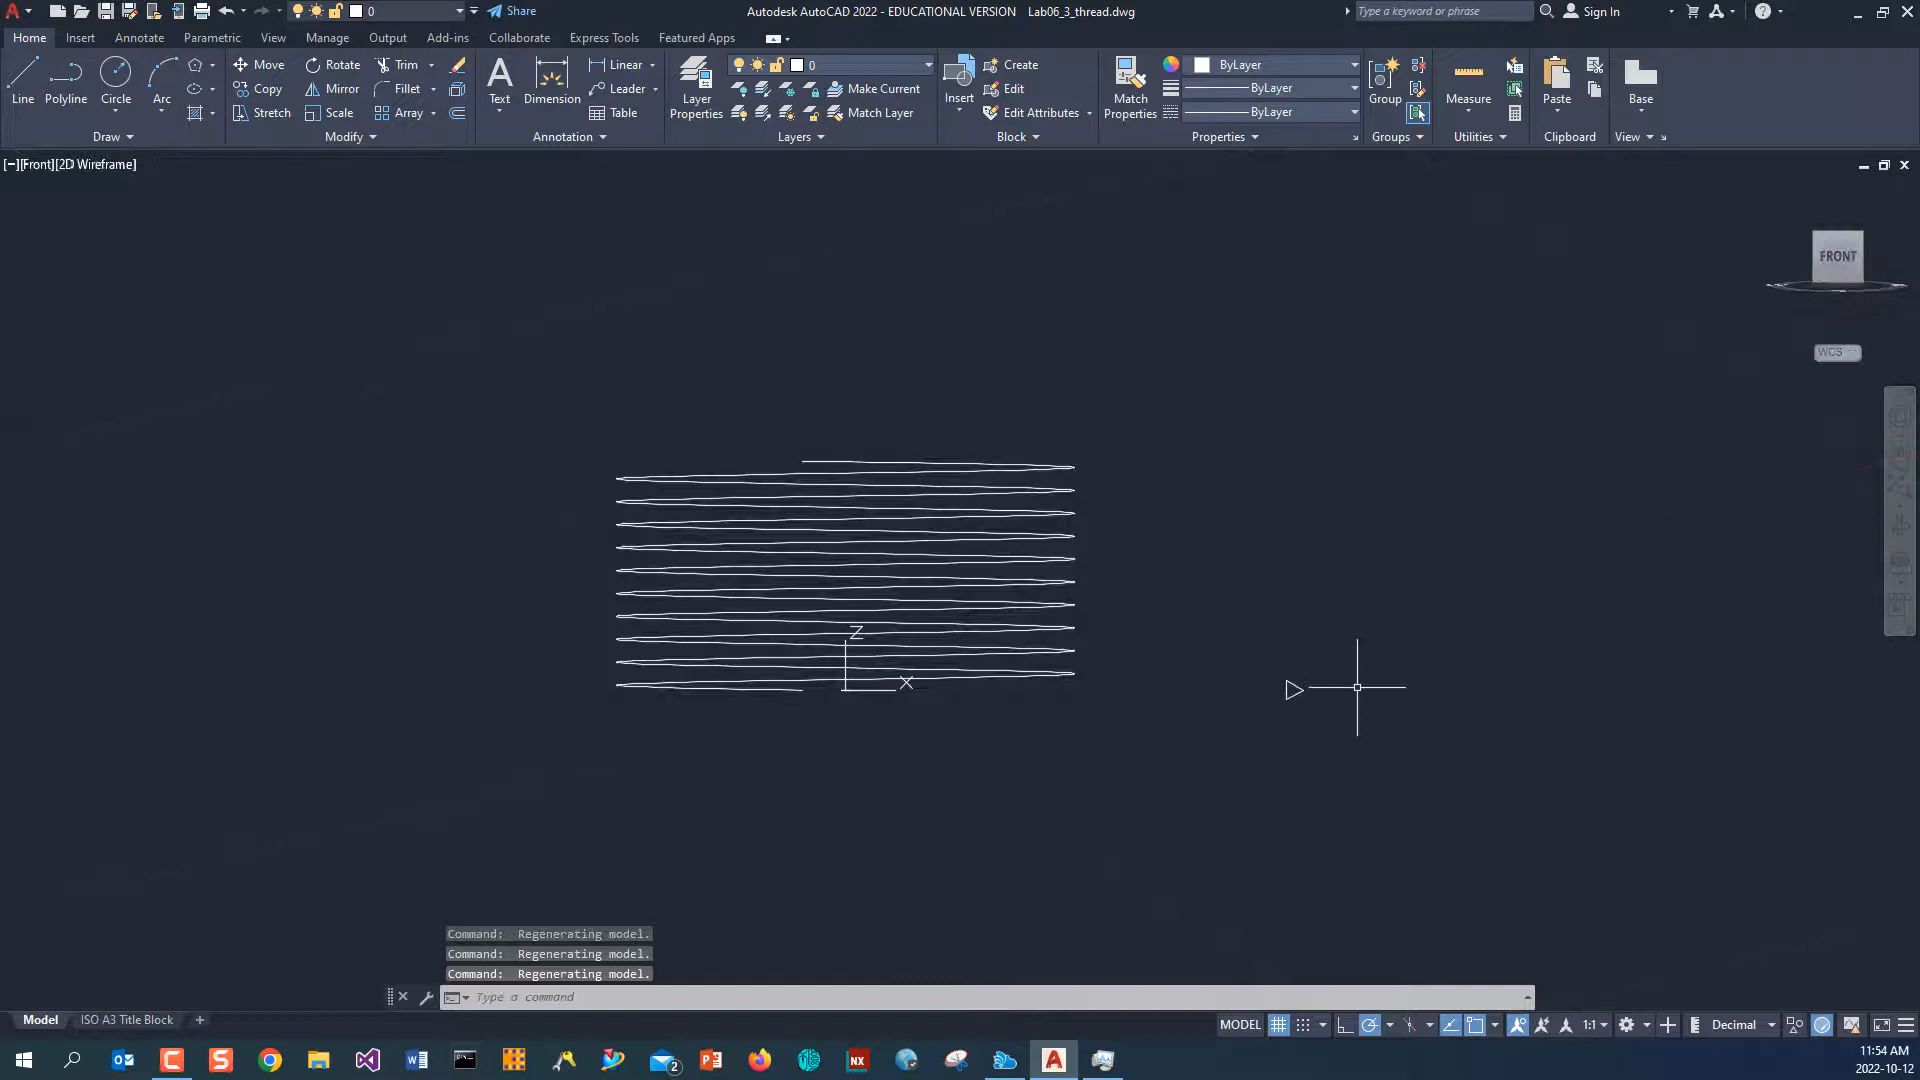 0
Share
Autodesk AutoCAD 2022 - EDUCATIONAL VERSION Lab06_3_thread.dwg
Type a keyword or phrase
Sign In
Home Insert Annotate Parametric View Manage Output Add-ins Collaborate Express Tools Featured Apps
Line Polyline Circle Arc
Move Rotate Trim
Copy Mirror Fillet
Stretch Scale Array
Text Dimension
Linear
Leader
Table
Layer
Properties
0
Make Current
Match Layer
Insert
Create
Edit
Edit Attributes
Match
Properties
ByLayer
ByLayer
ByLayer
Group
Measure
Paste
Base
Draw Modify Annotation Layers Block Properties Groups Utilities Clipboard View
[−][Front][2D Wireframe]
FRONT
WCS
Z
X
Command: Regenerating model.
Command: Regenerating model.
Command: Regenerating model.
Type a command
Model ISO A3 Title Block +
MODEL
1:1
Decimal
2
11:54 AM
2022-10-12